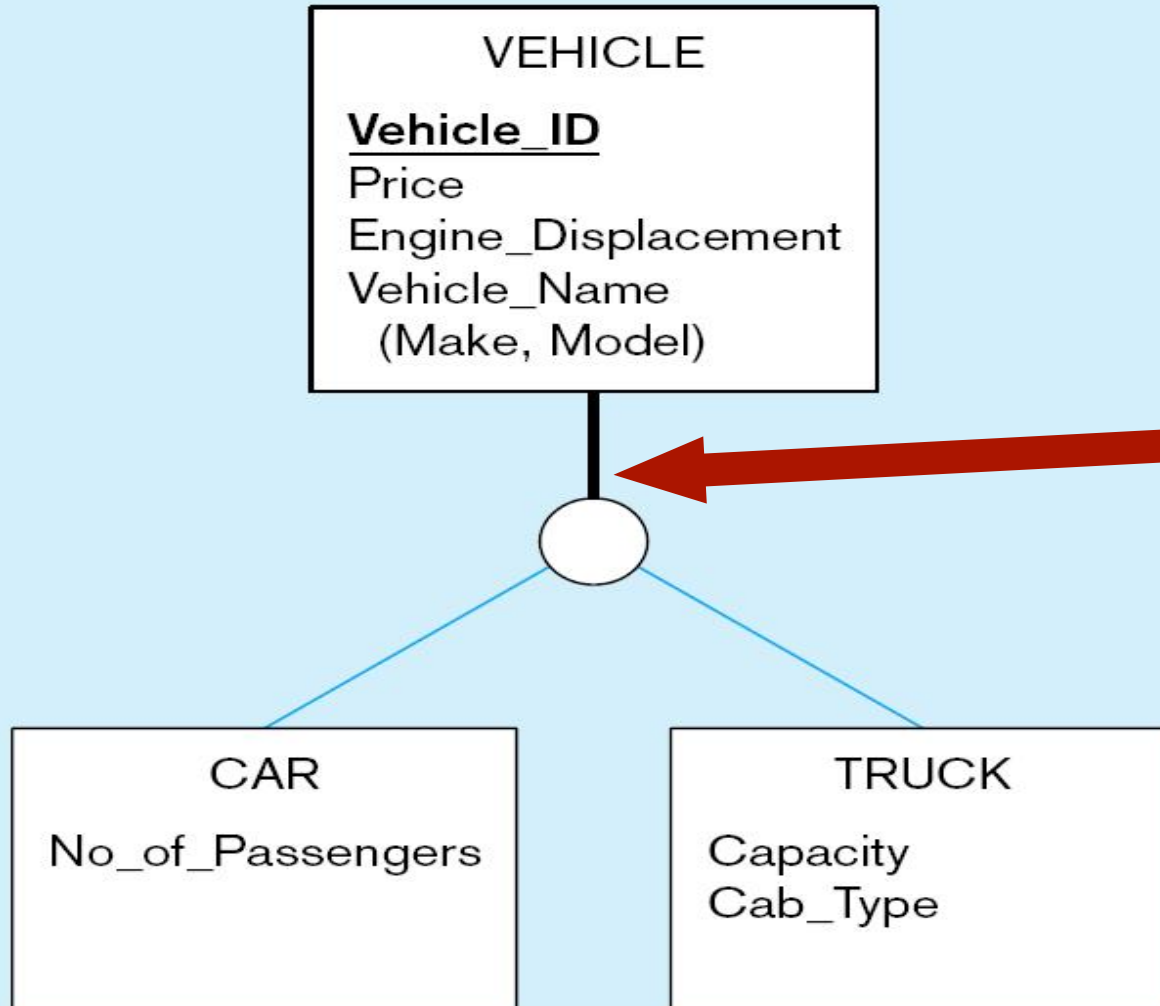 VEHICLE
Vehicle_ID
Price
Engine_Displacement
Vehicle_Name
(Make, Model)
CAR
No_of_Passengers
TRUCK
Capacity
Cab_Type